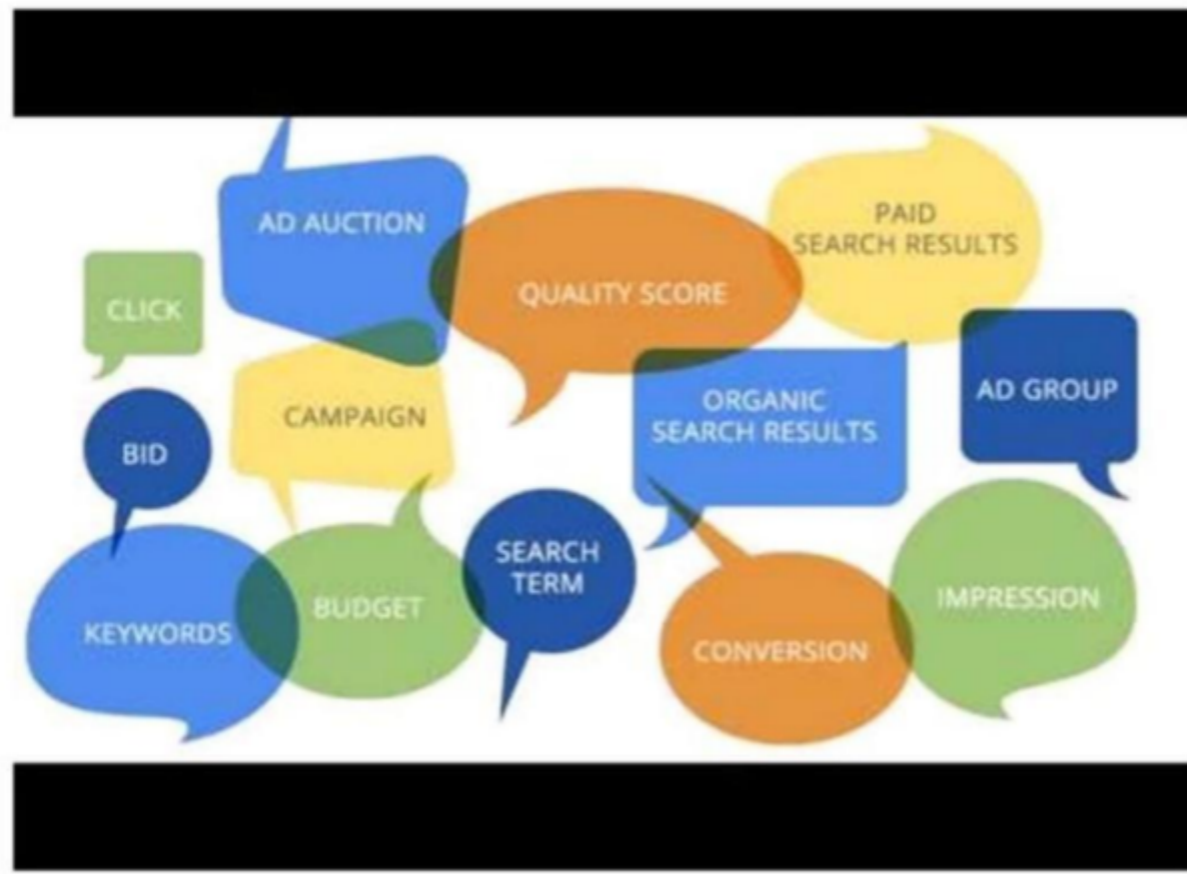 AD AUCTION
PAID
SEARCH RESULTS
QUALITY SCORE
CLICK
AD GROUP
ORGANIC
SEARCH RESULTS
CAMPAIGN
BID
SEARCH
TERM
IMPRESSION
BUDGET
KEYWORDS
CONVERSION